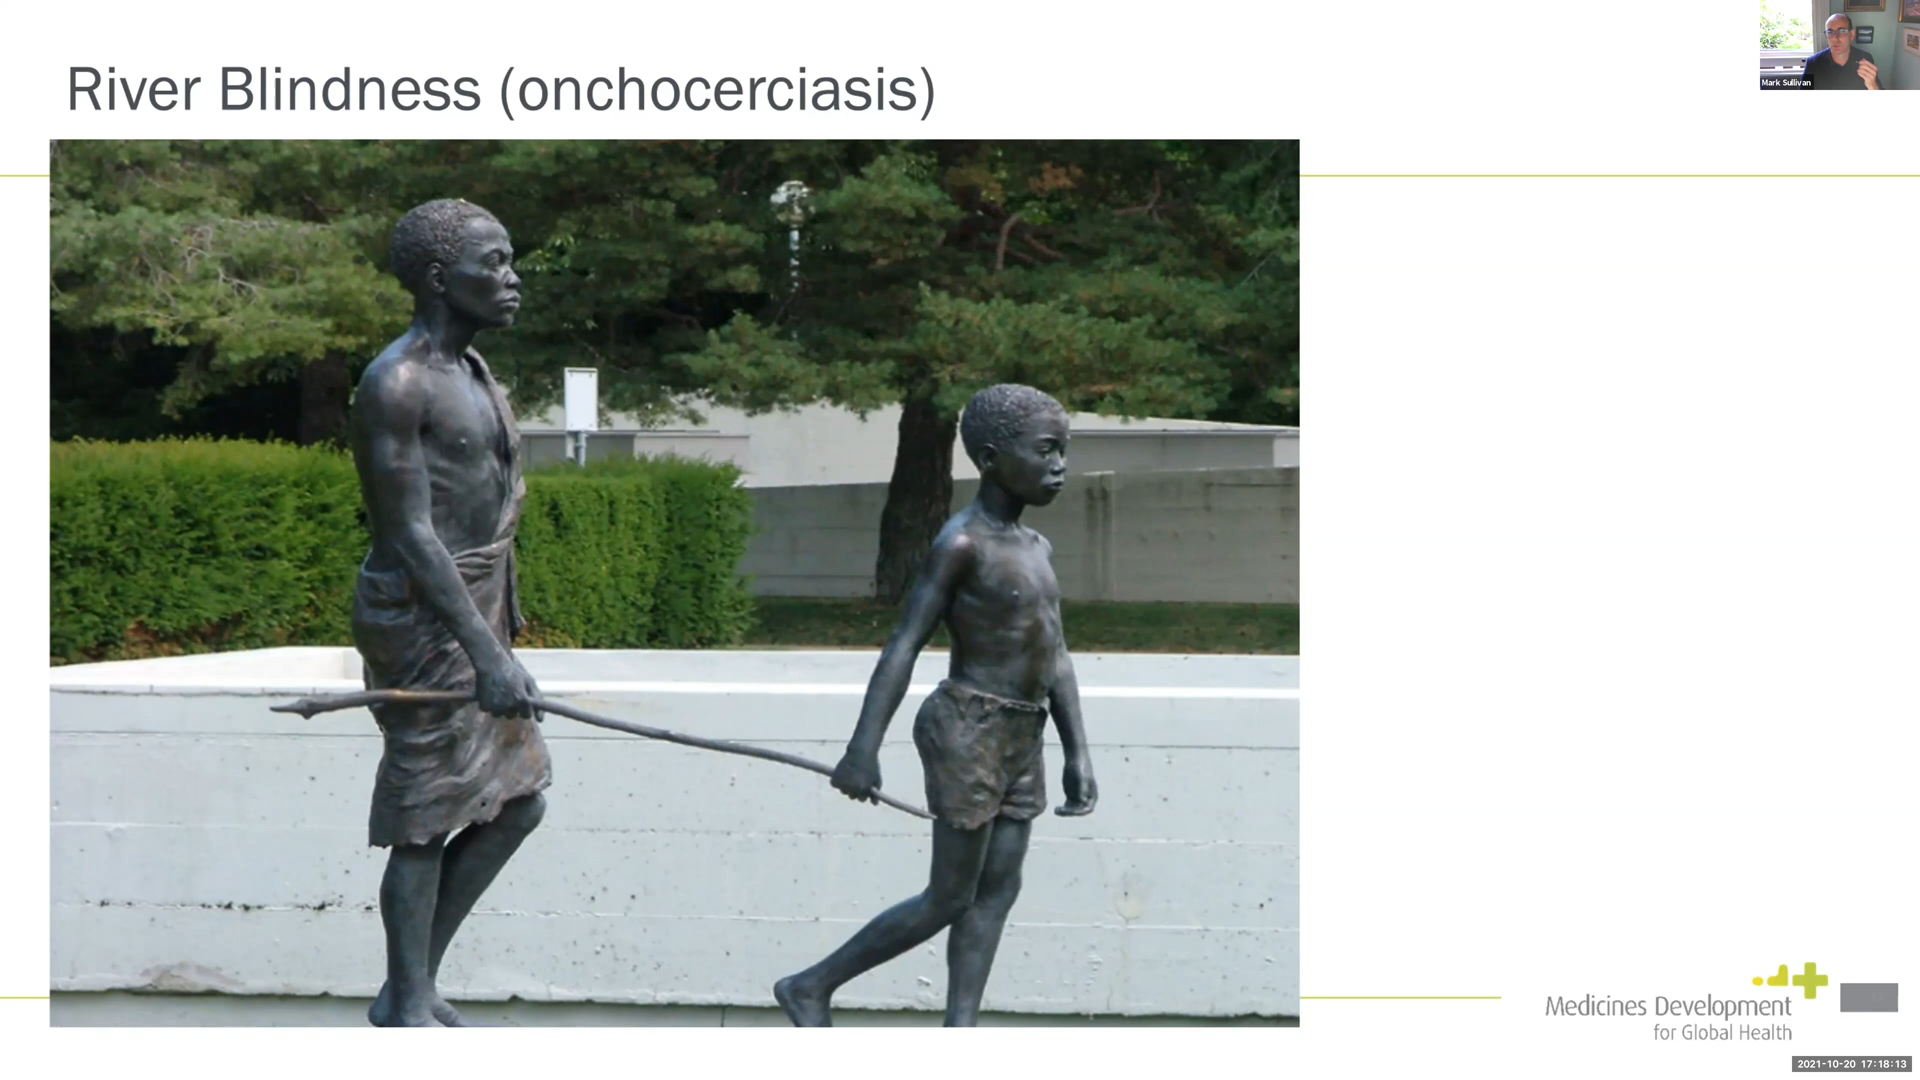 River Blindness (onchocerciasis)
Mark Sullivan
Medicines Development
for Global Health
2021-10-20 17:18:13